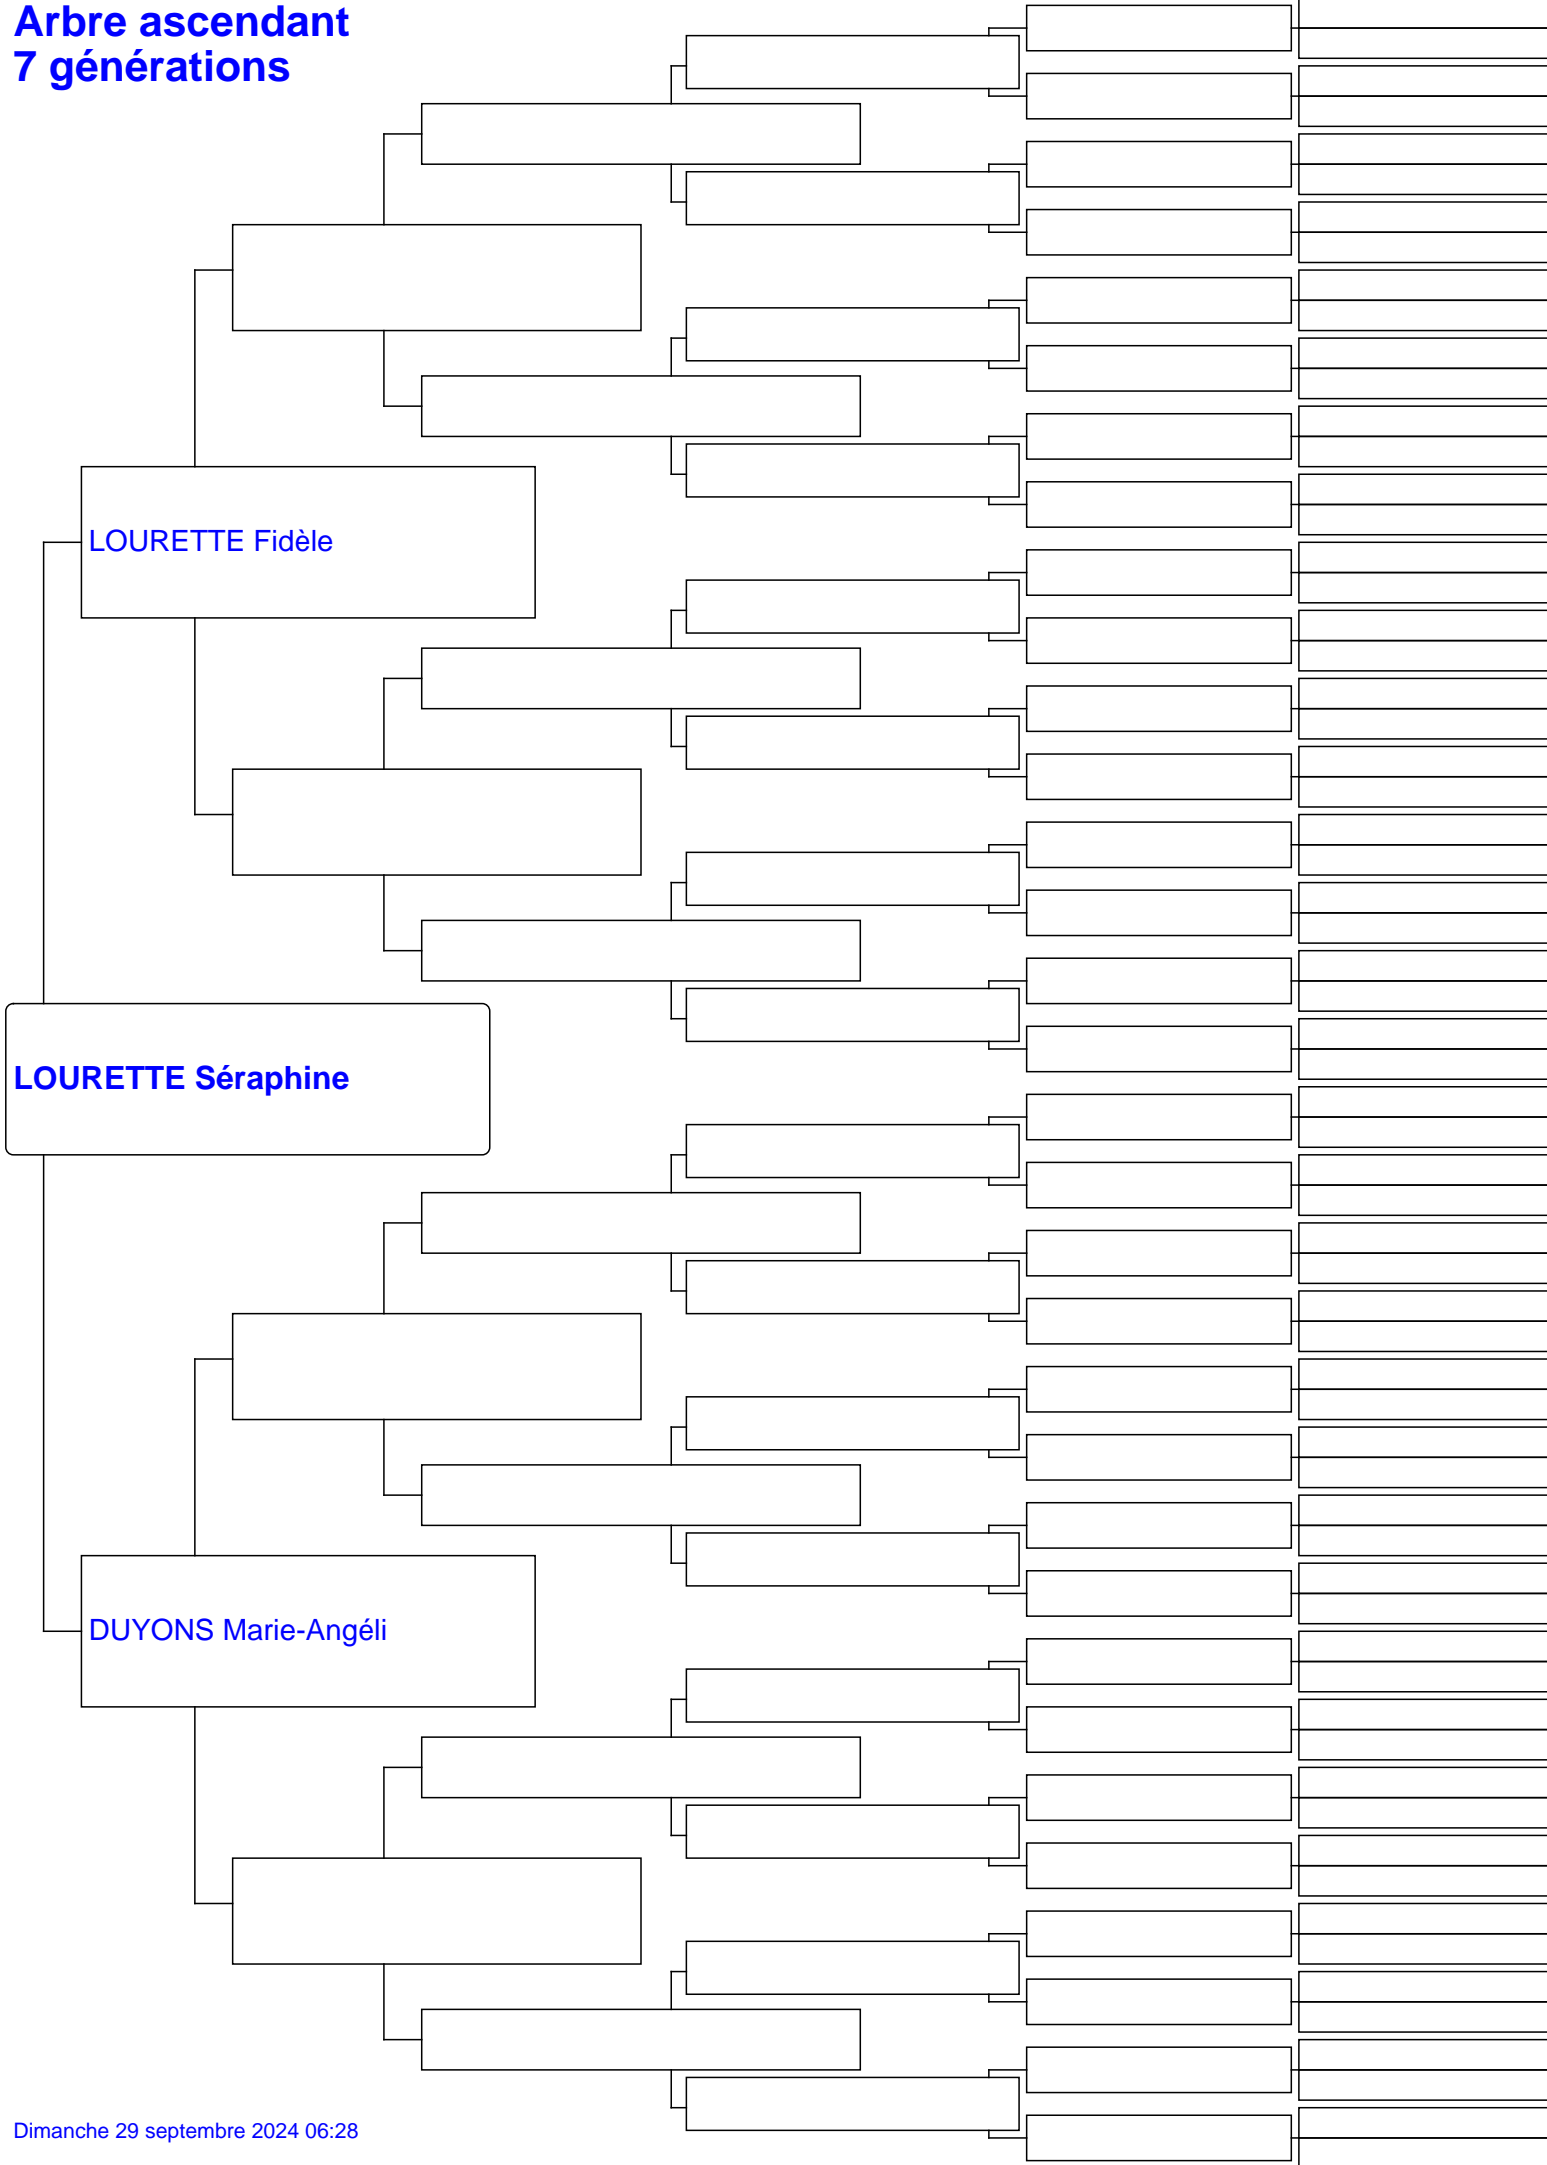 Arbre ascendant
7 générations
LOURETTE Fidèle
LOURETTE Séraphine
DUYONS Marie-Angéli
Dimanche 29 septembre 2024 06:28